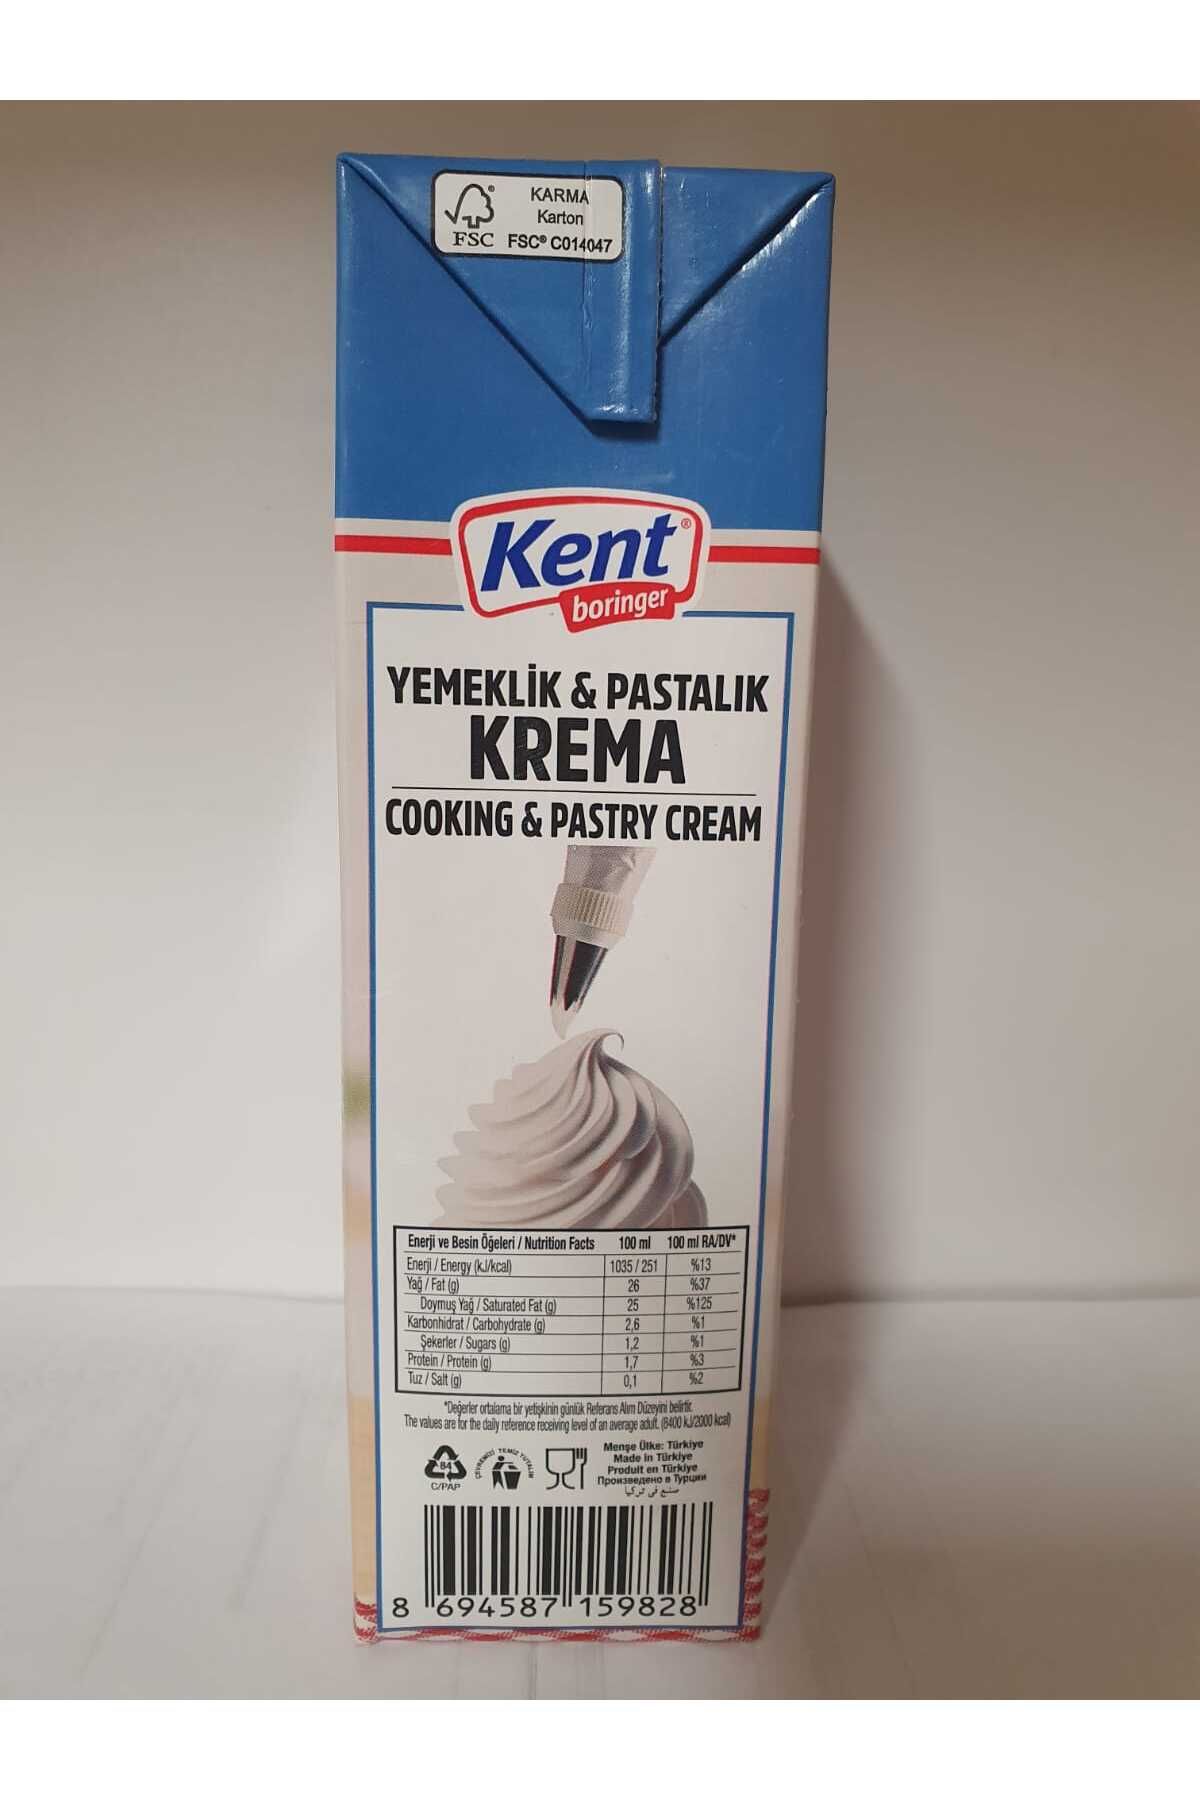 KARMA
Karton
FSC FSC® C014047
Kent®
boringer
YEMEKLİK & PASTALIK
KREMA
COOKING & PASTRY CREAM
Enerji ve Besin Öğeleri / Nutrition Facts 100 ml 100 ml RA/DV*
Enerji / Energy (kJ/kcal) 1035 / 251 %13
Yağ / Fat (g) 26 %37
Doymuş Yağ / Saturated Fat (g) 25 %125
Karbonhidrat / Carbohydrate (g) 2,6 %1
Şekerler / Sugars (g) 1,2 %1
Protein / Protein (g) 1,7 %3
Tuz / Salt (g) 0,1 %2
*Değerler ortalama bir yetişkinin günlük Referans Alım Düzeyini belirtir.
The values are for the daily reference receiving level of an average adult. (8400 kJ/2000 kcal)
84
C/PAP
ÇEVREMİZİ TEMİZ TUTALIM
Menşe Ülke: Türkiye
Made in Türkiye
Produit en Türkiye
Произведено в Турции
صنع في تركيا
8 694587 159828